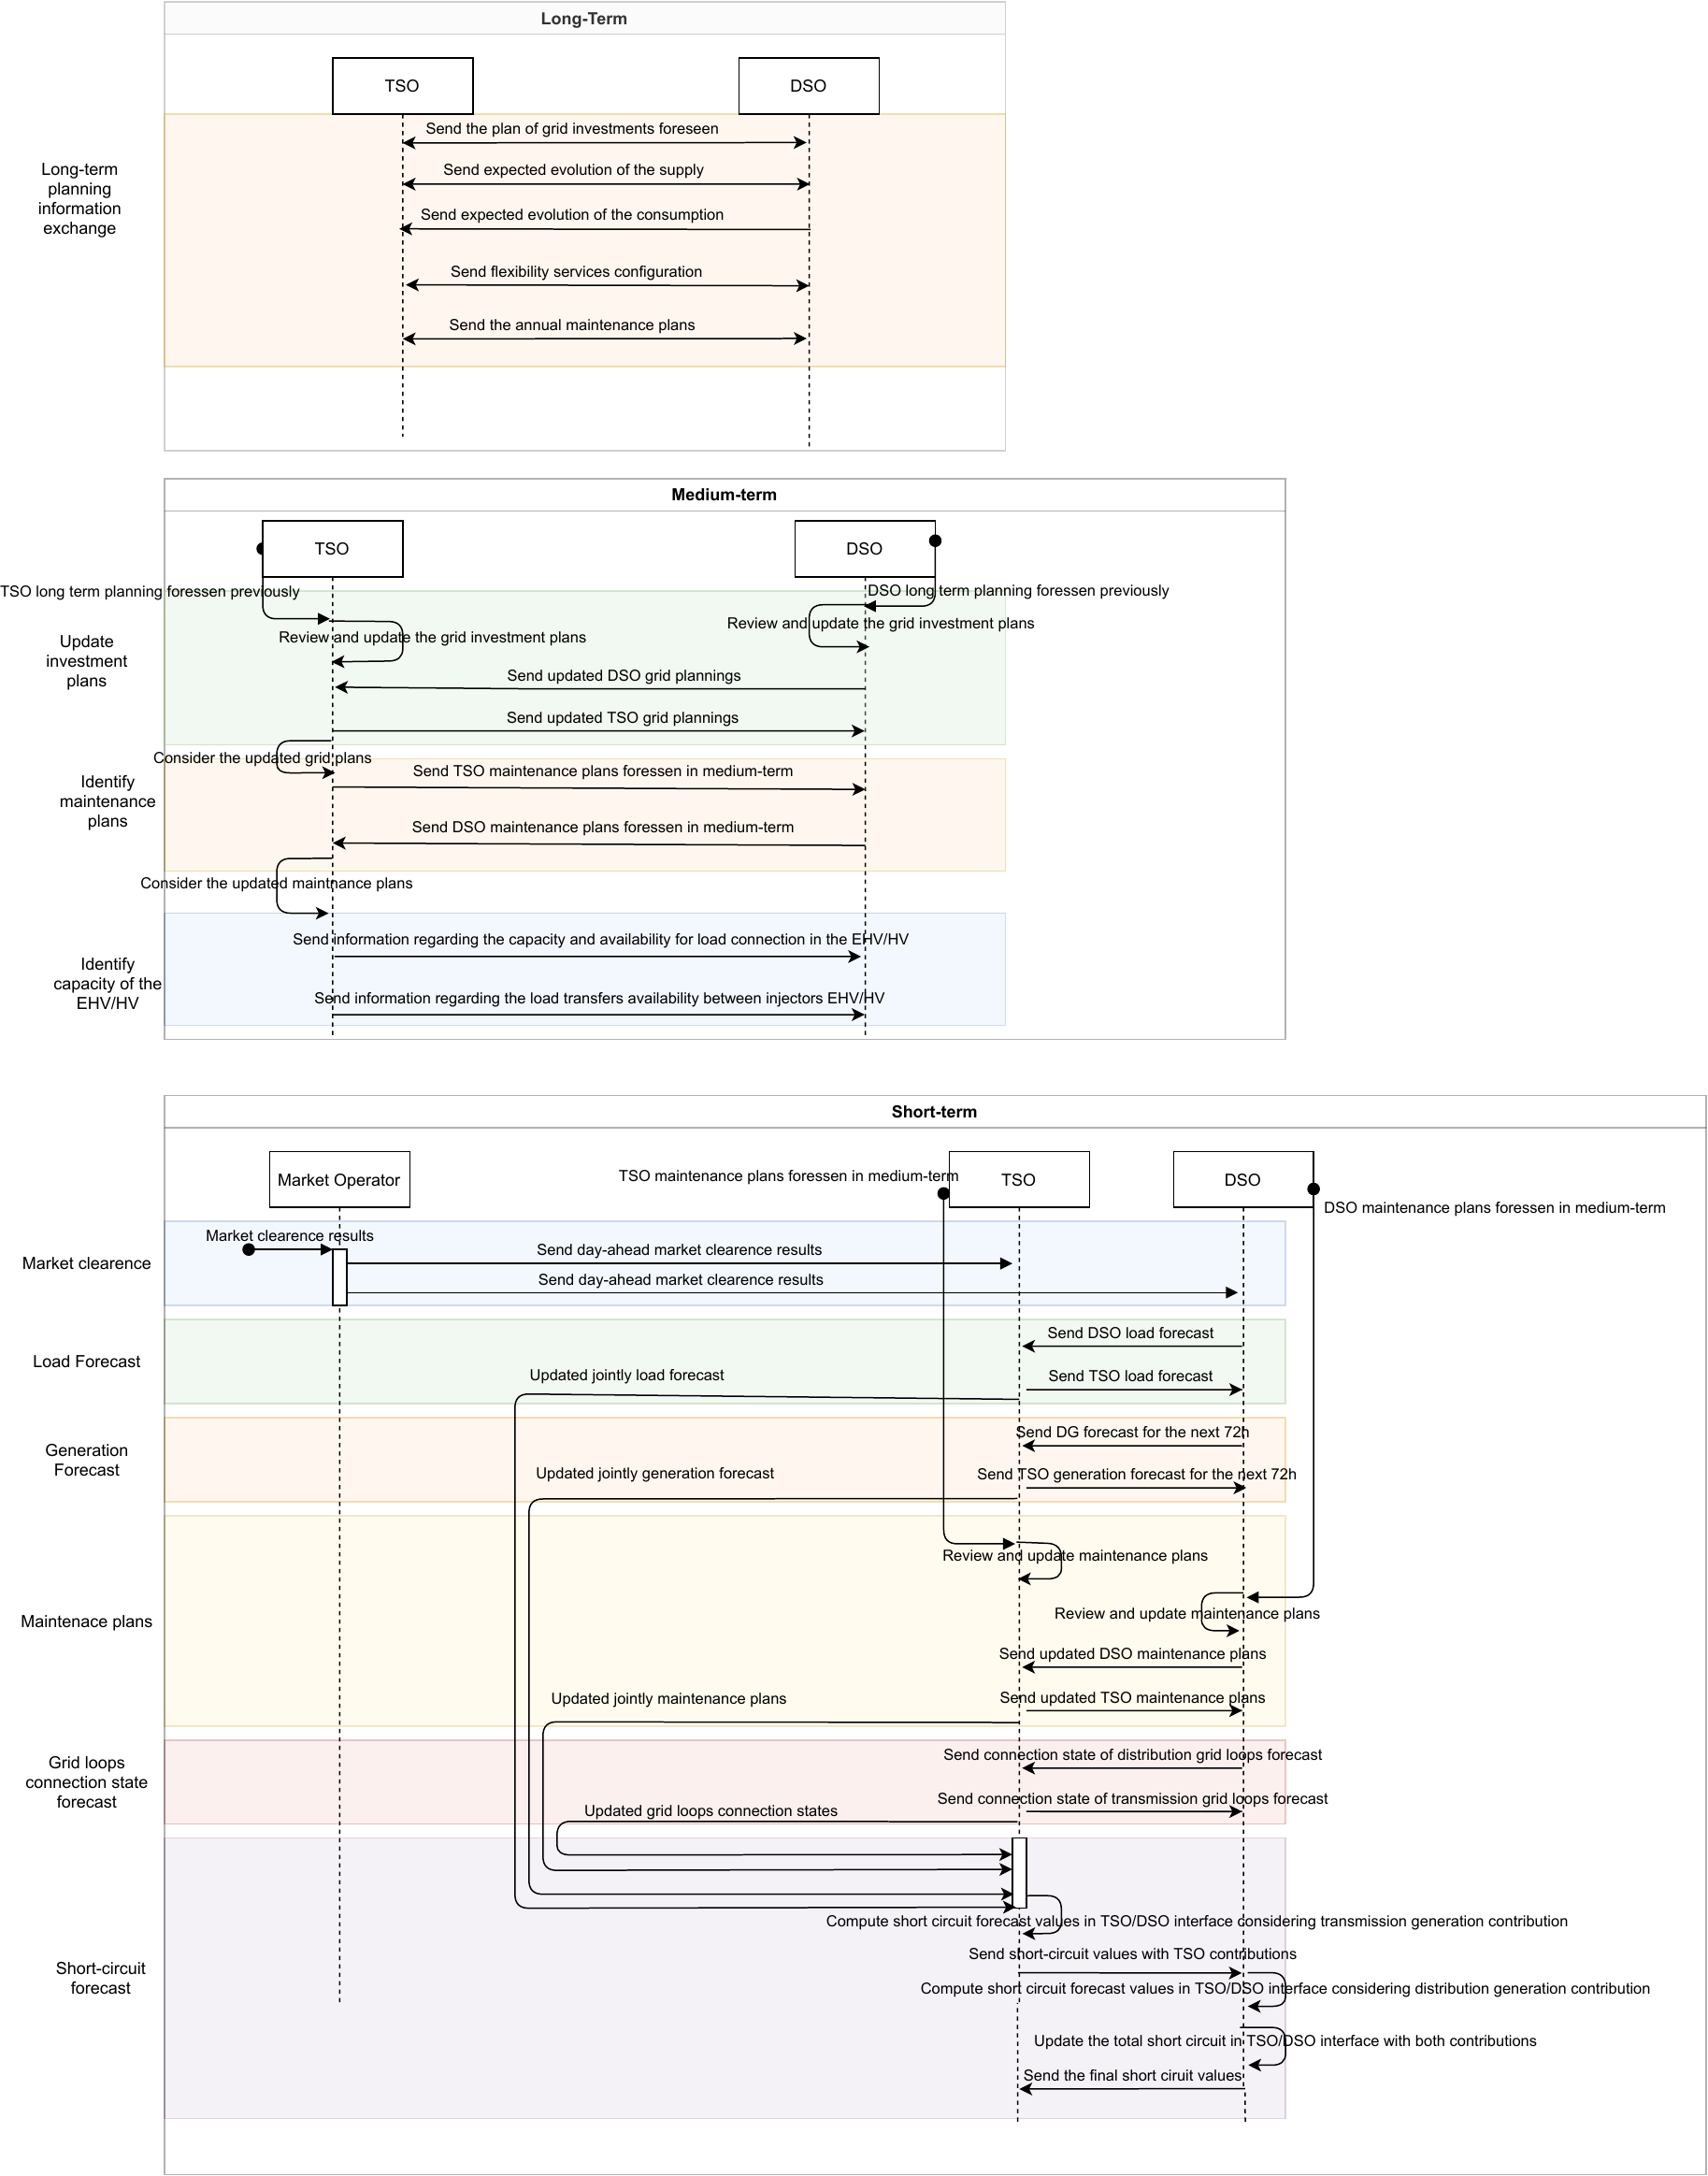 Long-Term
TSO
DSO
Long-term
planning
information
exchange
Send the plan of grid investments foreseen
Send expected evolution of the supply
Send expected evolution of the consumption
Send flexibility services configuration
Send the annual maintenance plans
Medium-term
TSO
DSO
TSO long term planning foressen previously
DSO long term planning foressen previously
Update
investment
plans
Review and update the grid investment plans
Review and update the grid investment plans
Send updated DSO grid plannings
Send updated TSO grid plannings
Consider the updated grid plans
Identify
maintenance
plans
Send TSO maintenance plans foressen in medium-term
Send DSO maintenance plans foressen in medium-term
Consider the updated maintnance plans
Identify
capacity of the
EHV/HV
Send information regarding the capacity and availability for load connection in the EHV/HV
Send information regarding the load transfers availability between injectors EHV/HV
Short-term
Market Operator
TSO maintenance plans foressen in medium-term
TSO
DSO
DSO maintenance plans foressen in medium-term
Market clearence
Market clearence results
Send day-ahead market clearence results
Send day-ahead market clearence results
Load Forecast
Send DSO load forecast
Updated jointly load forecast
Send TSO load forecast
Generation
Forecast
Send DG forecast for the next 72h
Updated jointly generation forecast
Send TSO generation forecast for the next 72h
Maintenace plans
Review and update maintenance plans
Review and update maintenance plans
Send updated DSO maintenance plans
Updated jointly maintenance plans
Send updated TSO maintenance plans
Grid loops
connection state
forecast
Send connection state of distribution grid loops forecast
Send connection state of transmission grid loops forecast
Updated grid loops connection states
Short-circuit
forecast
Compute short circuit forecast values in TSO/DSO interface considering transmission generation contribution
Send short-circuit values with TSO contributions
Compute short circuit forecast values in TSO/DSO interface considering distribution generation contribution
Update the total short circuit in TSO/DSO interface with both contributions
Send the final short ciruit values